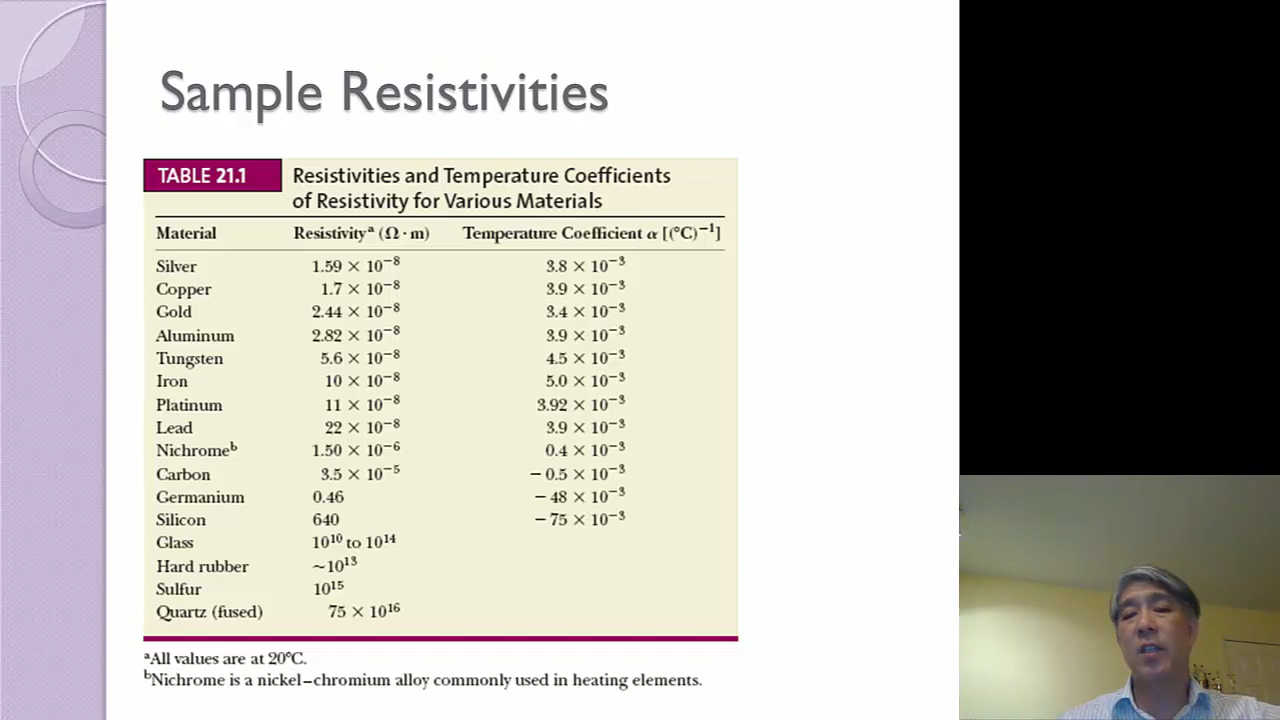 Sample Resistivities
TABLE 21.1 Resistivities and Temperature Coefficients
of Resistivity for Various Materials
Material Resistivityᵃ (Ω · m) Temperature Coefficient α [(°C)⁻¹]
Silver 1.59 × 10⁻⁸ 3.8 × 10⁻³
Copper 1.7 × 10⁻⁸ 3.9 × 10⁻³
Gold 2.44 × 10⁻⁸ 3.4 × 10⁻³
Aluminum 2.82 × 10⁻⁸ 3.9 × 10⁻³
Tungsten 5.6 × 10⁻⁸ 4.5 × 10⁻³
Iron 10 × 10⁻⁸ 5.0 × 10⁻³
Platinum 11 × 10⁻⁸ 3.92 × 10⁻³
Lead 22 × 10⁻⁸ 3.9 × 10⁻³
Nichromeᵇ 1.50 × 10⁻⁶ 0.4 × 10⁻³
Carbon 3.5 × 10⁻⁵ − 0.5 × 10⁻³
Germanium 0.46 − 48 × 10⁻³
Silicon 640 − 75 × 10⁻³
Glass 10¹⁰ to 10¹⁴
Hard rubber ~10¹³
Sulfur 10¹⁵
Quartz (fused) 75 × 10¹⁶
ᵃAll values are at 20°C.
ᵇNichrome is a nickel–chromium alloy commonly used in heating elements.